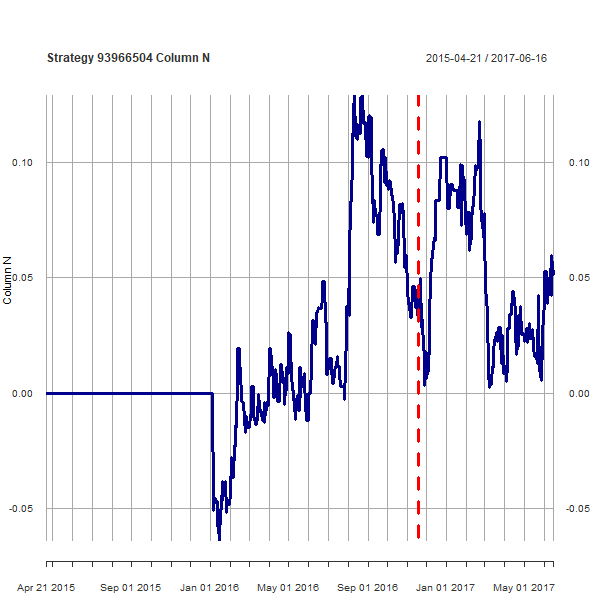 Strategy 93966504 Column N 2015-04-21 / 2017-06-16
0.10 0.10
0.05 0.05
Column N
0.00 0.00
-0.05 -0.05
Apr 21 2015 Sep 01 2015 Jan 01 2016 May 01 2016 Sep 01 2016 Jan 01 2017 May 01 2017